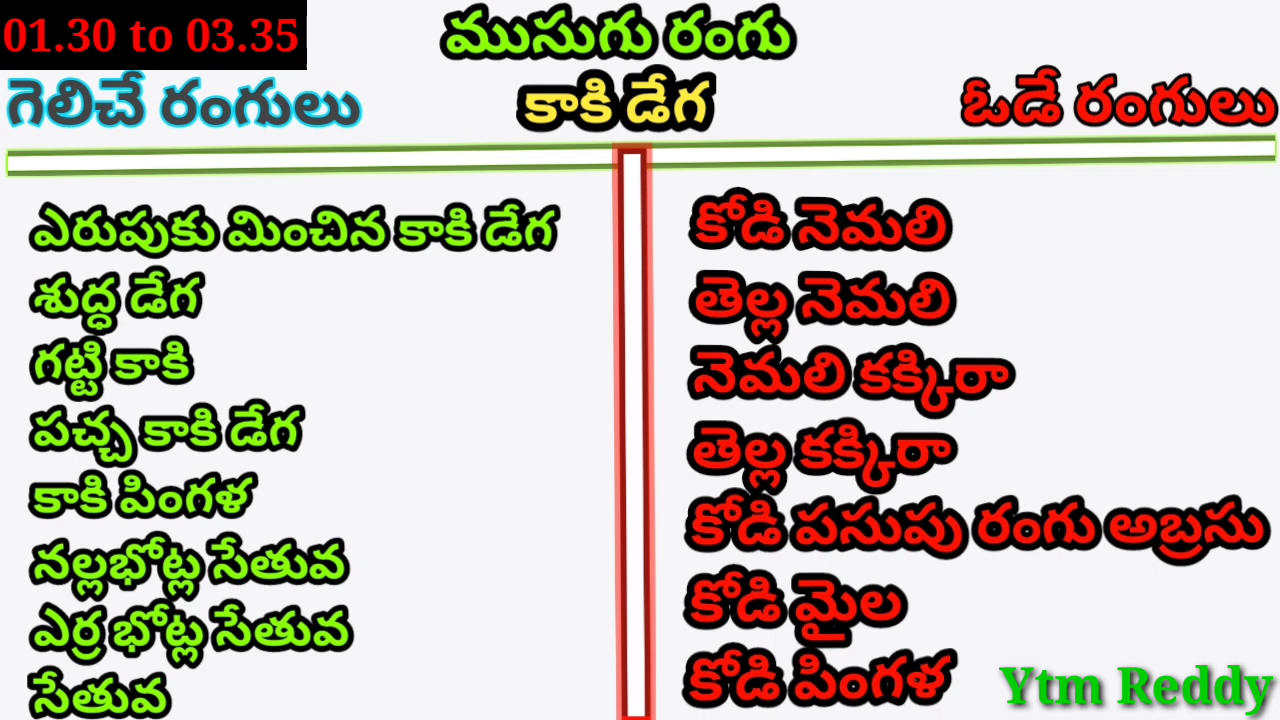 01.30 to 03.35
ముసుగు రంగు
గెలిచే రంగులు
కాకి డేగ
ఓడే రంగులు
ఎరుపుకు మించిన కాకి డేగ
శుద్ధ డేగ
గట్టి కాకి
పచ్చ కాకి డేగ
కాకి పింగళ
నల్లభోట్ల సేతువ
ఎర్ర భోట్ల సేతువ
సేతువ
కోడి నెమలి
తెల్ల నెమలి
నెమలి కక్కిరా
తెల్ల కక్కిరా
కోడి పసుపు రంగు అబ్రసు
కోడి మైల
కోడి పింగళ
Ytm Reddy